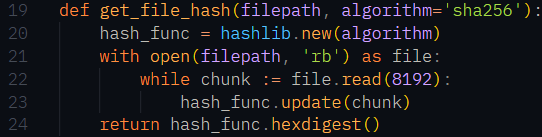 19 def get_file_hash(filepath, algorithm='sha256'):
20     hash_func = hashlib.new(algorithm)
21     with open(filepath, 'rb') as file:
22         while chunk := file.read(8192):
23             hash_func.update(chunk)
24     return hash_func.hexdigest()